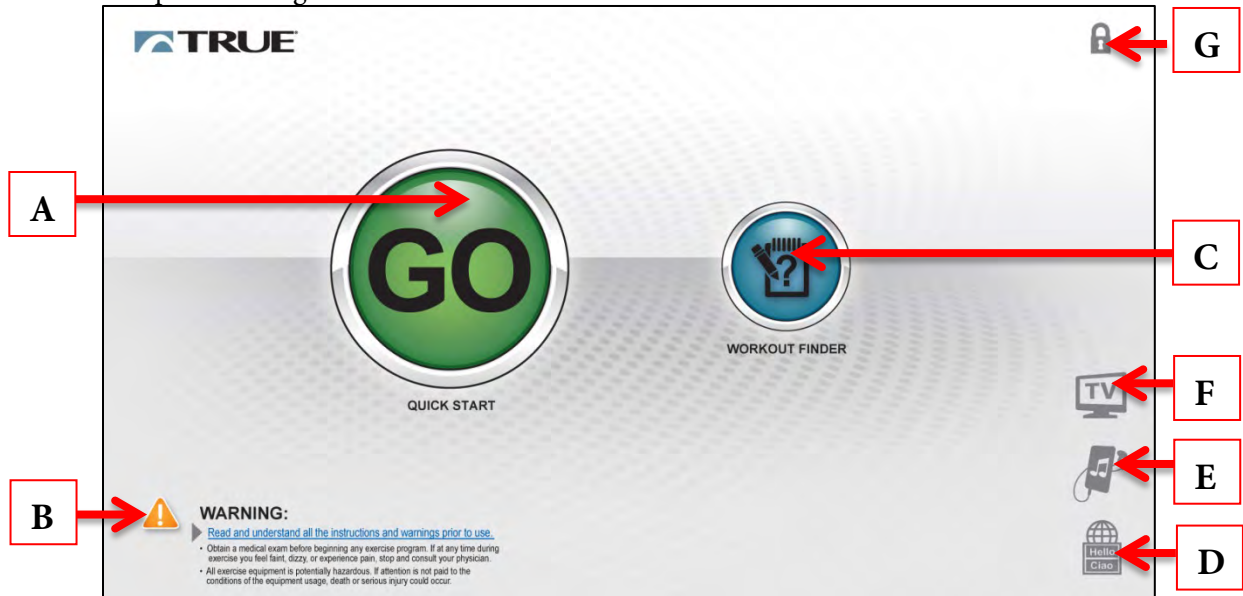 TRUE
G
A
GO
?
C
WORKOUT FINDER
QUICK START
TV
F
E
B
WARNING:
Read and understand all the instructions and warnings prior to use.
• Obtain a medical exam before beginning any exercise program. If at any time during
exercise you feel faint, dizzy, or experience pain, stop and consult your physician.
• All exercise equipment is potentially hazardous. If attention is not paid to the
conditions of the equipment usage, death or serious injury could occur.
Hello
Ciao
D